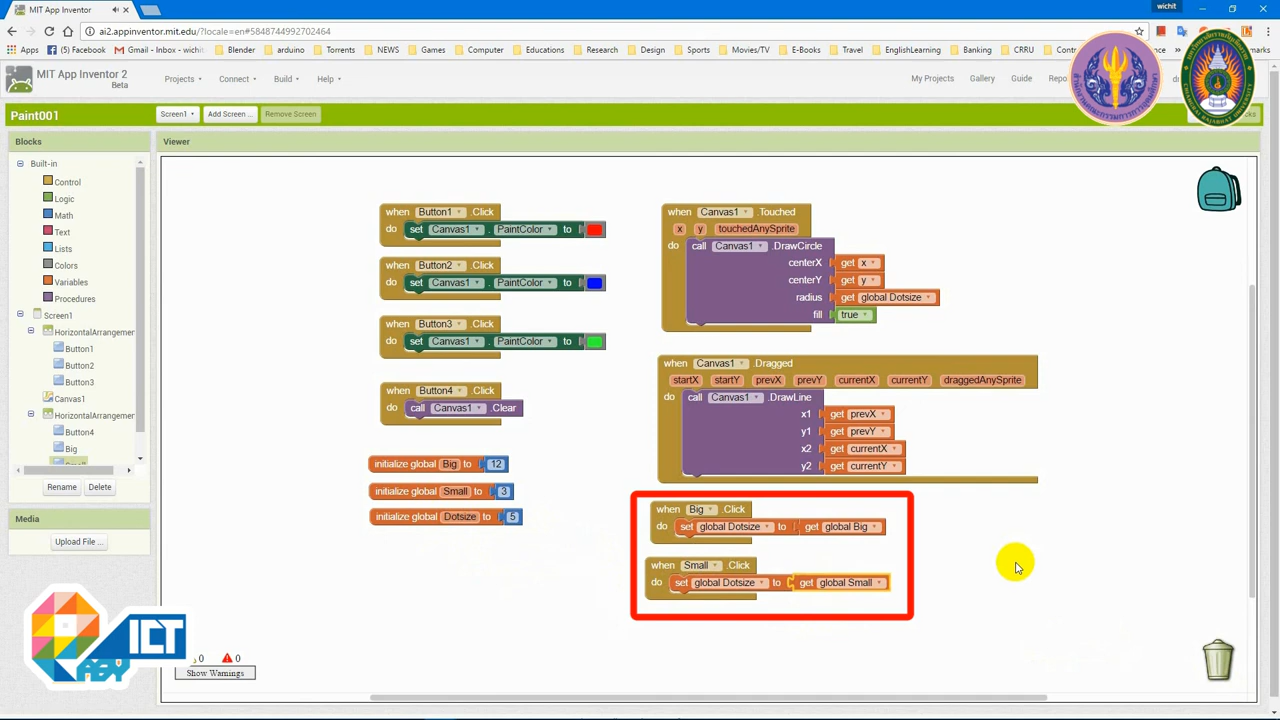 MIT App Inventor 2
wichit
ai2.appinventor.mit.edu/?locale=en#5848744992702464
Apps
(5) Facebook
Gmail - Inbox - wichit
Blender
arduino
Torrents
NEWS
Games
Computer
Educations
Research
Design
Sports
Movies/TV
E-Books
Travel
EnglishLearning
Banking
CRRU
MIT App Inventor 2
Beta
Projects
Connect
Build
Help
My Projects
Gallery
Guide
Paint001
Screen1
Add Screen ...
Remove Screen
Blocks
Viewer
Built-in
Control
Logic
Math
Text
Lists
Colors
Variables
Procedures
Screen1
HorizontalArrangemen
Button1
Button2
Button3
Canvas1
HorizontalArrangemen
Button4
Big
Rename
Delete
Media
Upload File ...
when Button1 .Click
do set Canvas1 . PaintColor to
when Button2 .Click
do set Canvas1 . PaintColor to
when Button3 .Click
do set Canvas1 . PaintColor to
when Button4 .Click
do call Canvas1 .Clear
initialize global Big to 12
initialize global Small to 3
initialize global Dotsize to 5
when Canvas1 .Touched
x y touchedAnySprite
do call Canvas1 .DrawCircle
centerX get x
centerY get y
radius get global Dotsize
fill true
when Canvas1 .Dragged
startX startY prevX prevY currentX currentY draggedAnySprite
do call Canvas1 .DrawLine
x1 get prevX
y1 get prevY
x2 get currentX
y2 get currentY
when Big .Click
do set global Dotsize to get global Big
when Small .Click
do set global Dotsize to get global Small
0 0
Show Warnings
ICT